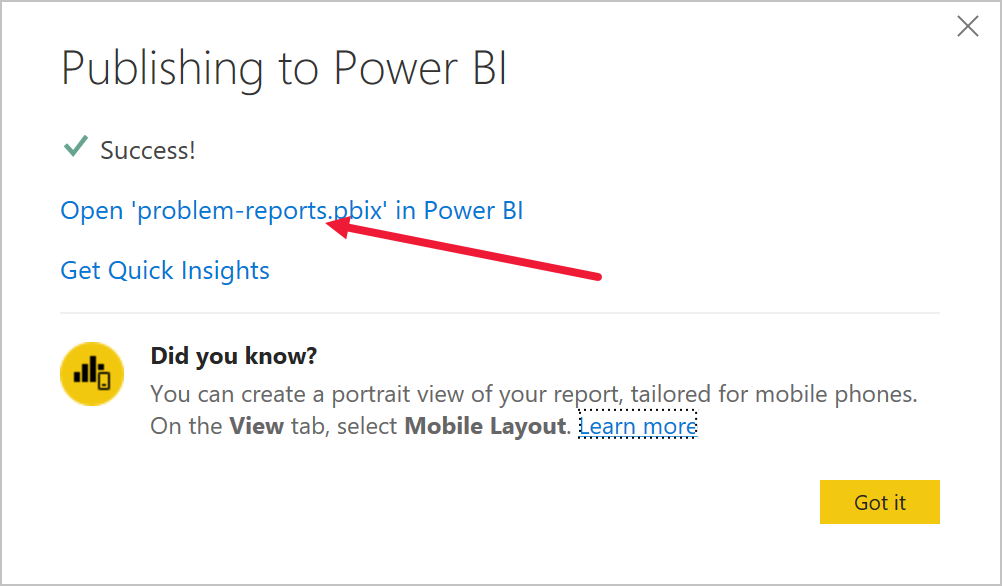 Publishing to Power BI
Success!
Open 'problem-reports.pbix' in Power BI
Get Quick Insights
Did you know?
You can create a portrait view of your report, tailored for mobile phones.
On the View tab, select Mobile Layout. Learn more
Got it